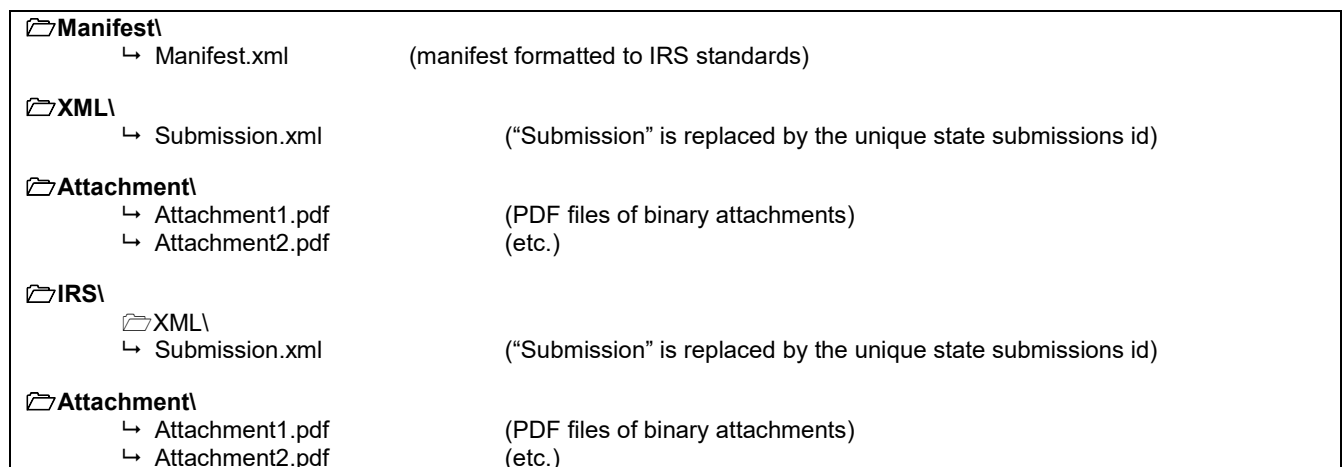 Manifest\
↳ Manifest.xml (manifest formatted to IRS standards)
XML\
↳ Submission.xml (“Submission” is replaced by the unique state submissions id)
Attachment\
↳ Attachment1.pdf (PDF files of binary attachments)
↳ Attachment2.pdf (etc.)
IRS\
XML\
↳ Submission.xml (“Submission” is replaced by the unique state submissions id)
Attachment\
↳ Attachment1.pdf (PDF files of binary attachments)
↳ Attachment2.pdf (etc.)